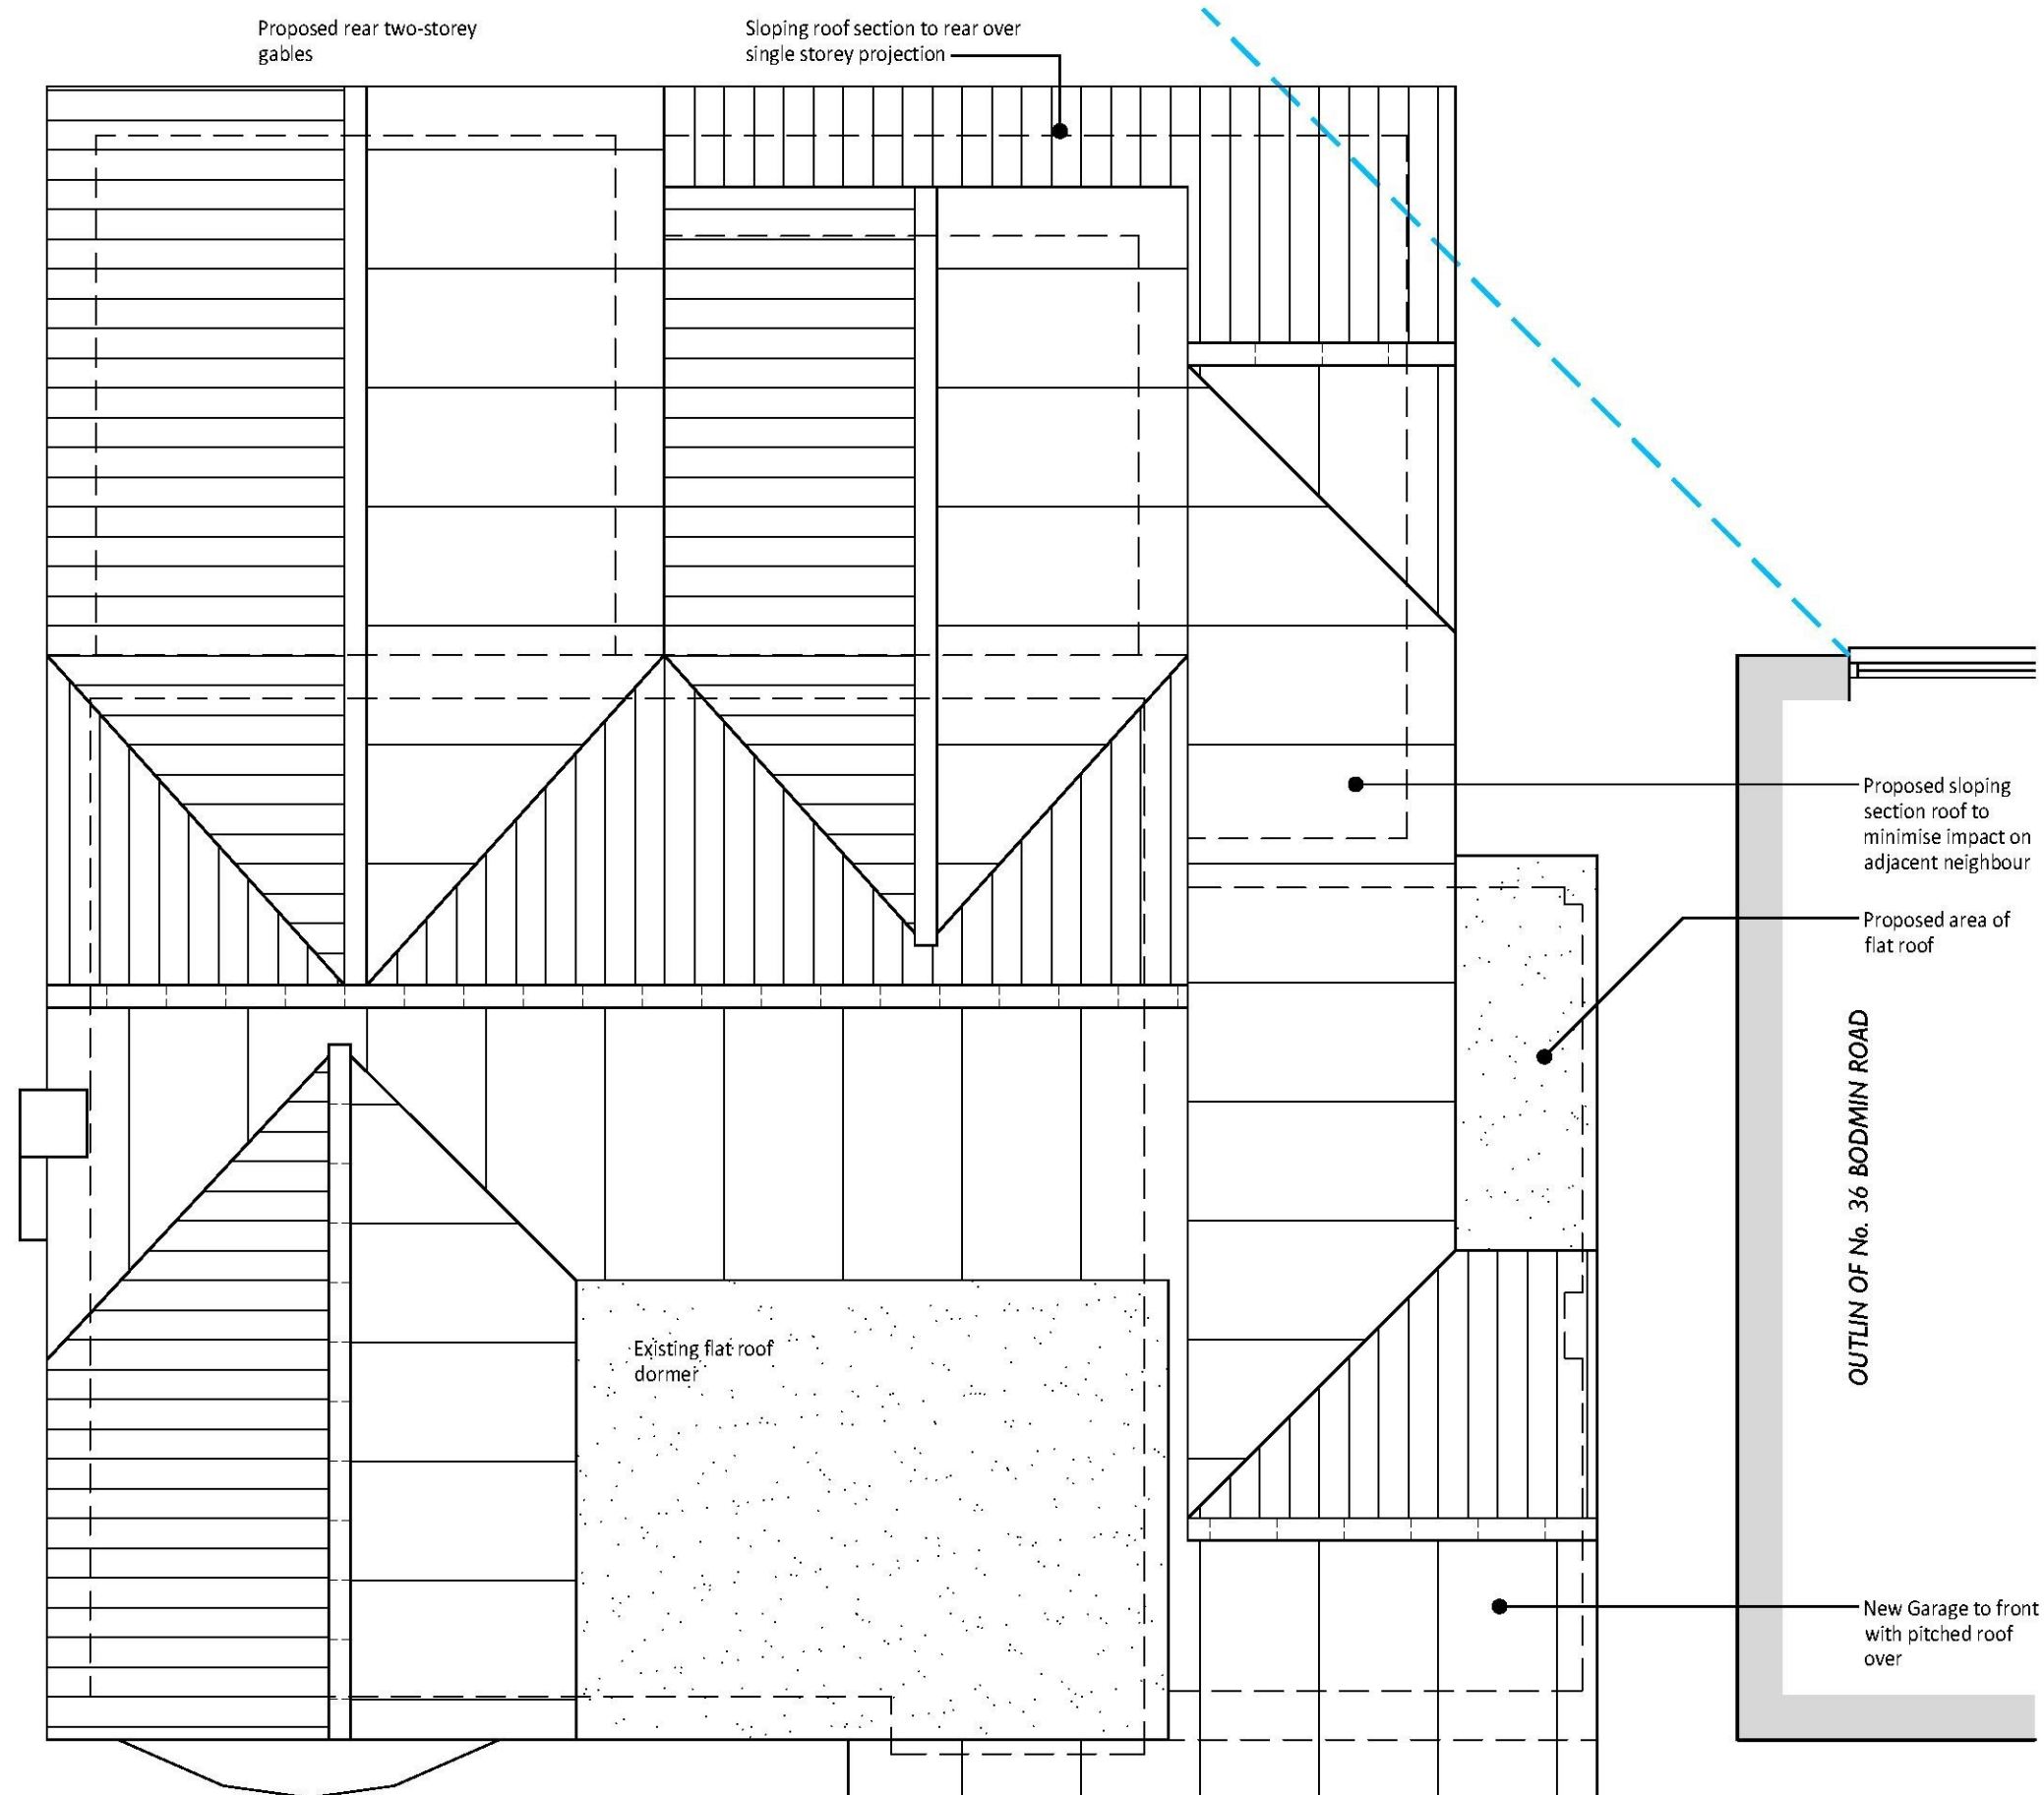 Proposed rear two-storey
gables
Sloping roof section to rear over
single storey projection
Proposed sloping
section roof to
minimise impact on
adjacent neighbour
Proposed area of
flat roof
OUTLIN OF No. 36 BODMIN ROAD
Existing flat roof
dormer
New Garage to front
with pitched roof
over